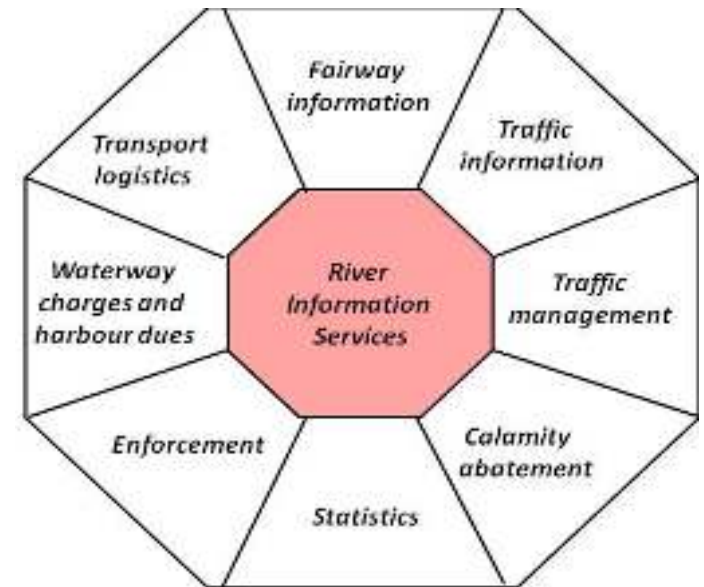 Fairway
information
Traffic
information
Traffic
management
Calamity
abatement
Statistics
Enforcement
Waterway
charges and
harbour dues
Transport
logistics
River
Information
Services